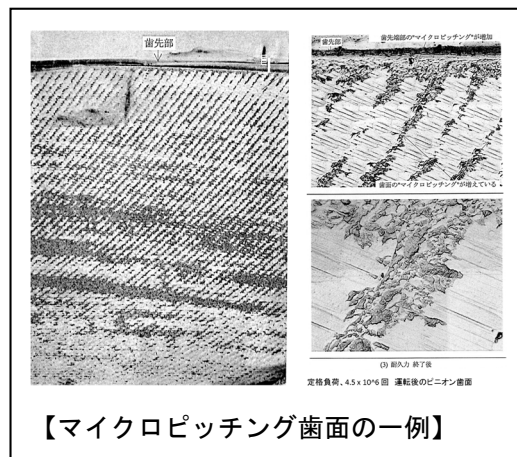 歯先部
歯先部
歯先端部の"マイクロピッチング"が増加
歯面の"マイクロピッチング"が増えている
(3) 耐久力 終了後
定格負荷、4.5 x 10^6 回 運転後のピニオン歯面
【マイクロピッチング歯面の一例】